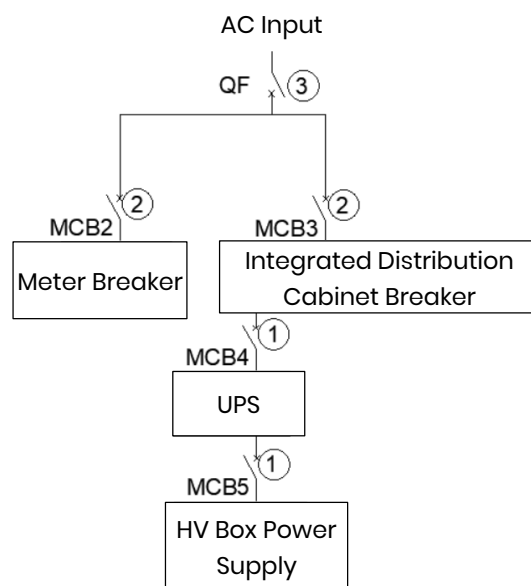 AC Input
QF
3
2
2
MCB2
MCB3
Meter Breaker
Integrated Distribution
Cabinet Breaker
1
MCB4
UPS
1
MCB5
HV Box Power
Supply